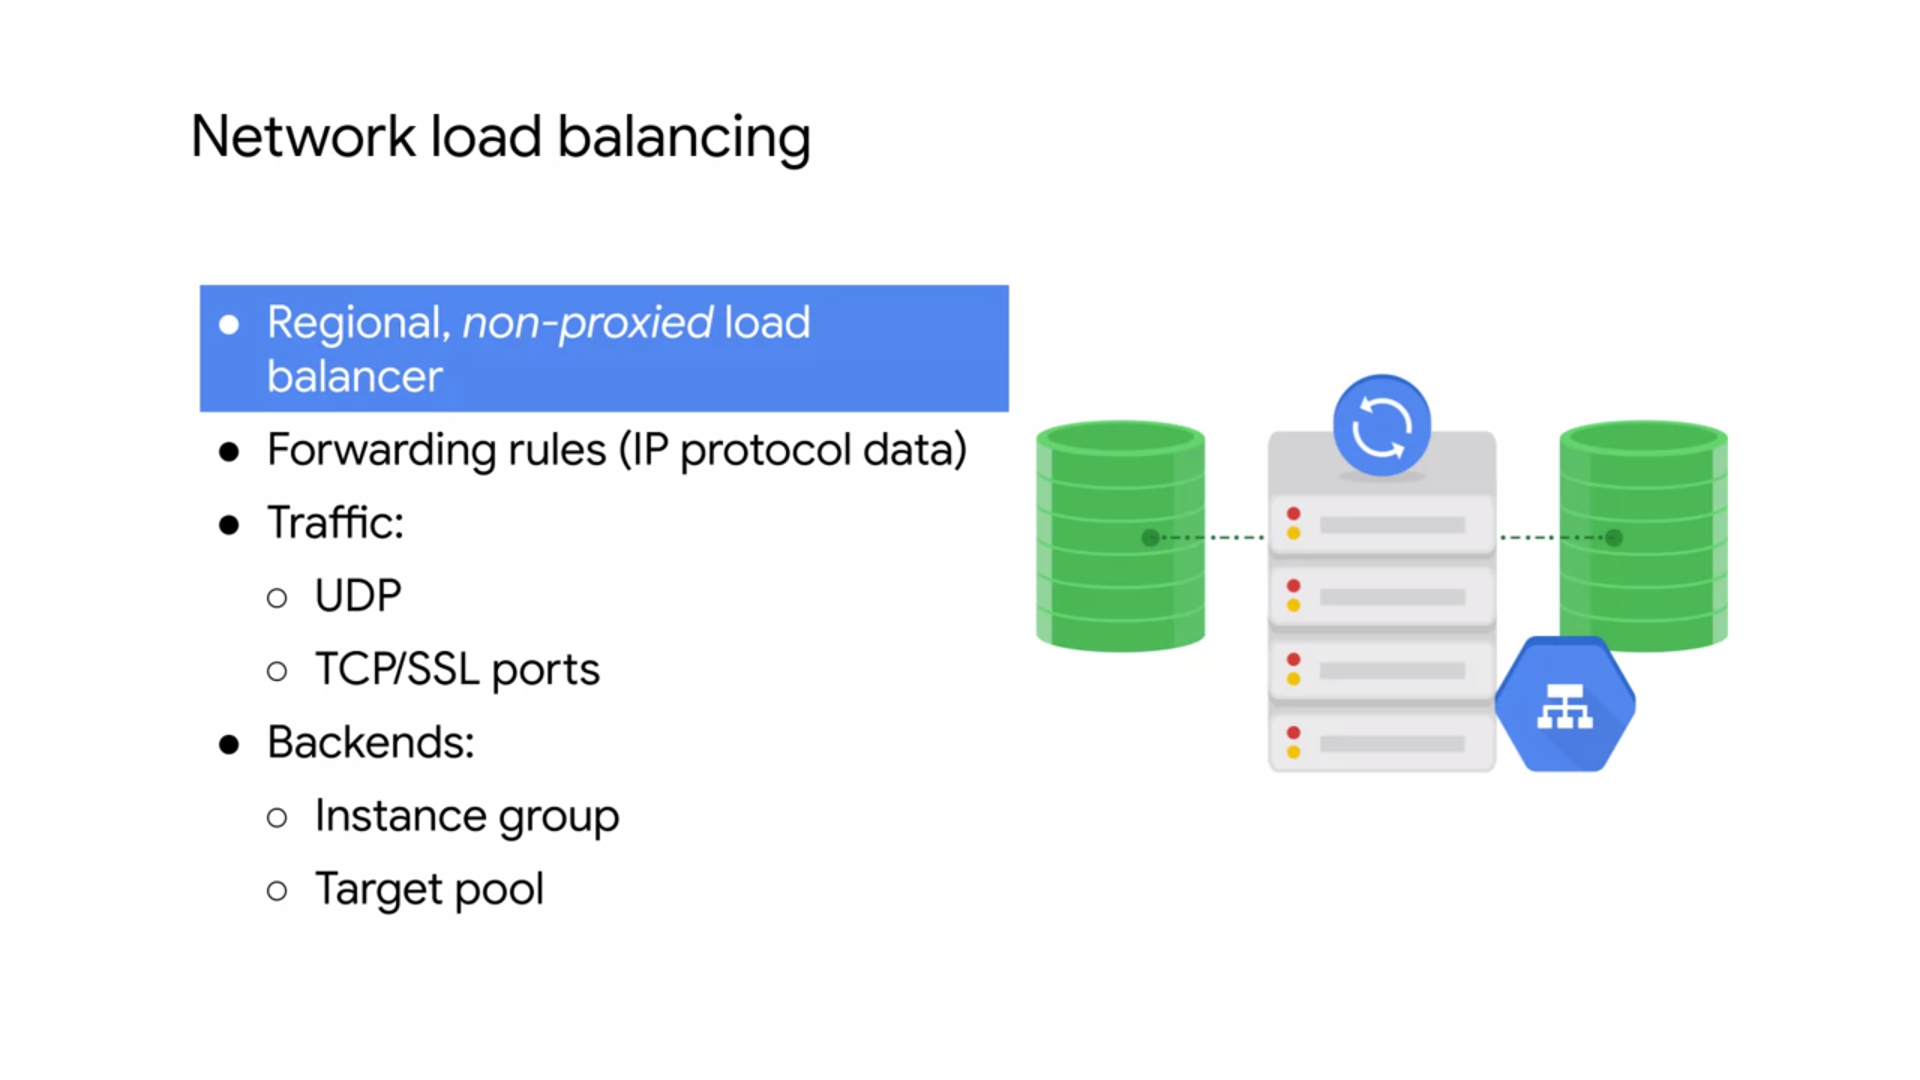 Network load balancing
● Regional, non-proxied load
balancer
● Forwarding rules (IP protocol data)
● Traffic:
○ UDP
○ TCP/SSL ports
● Backends:
○ Instance group
○ Target pool